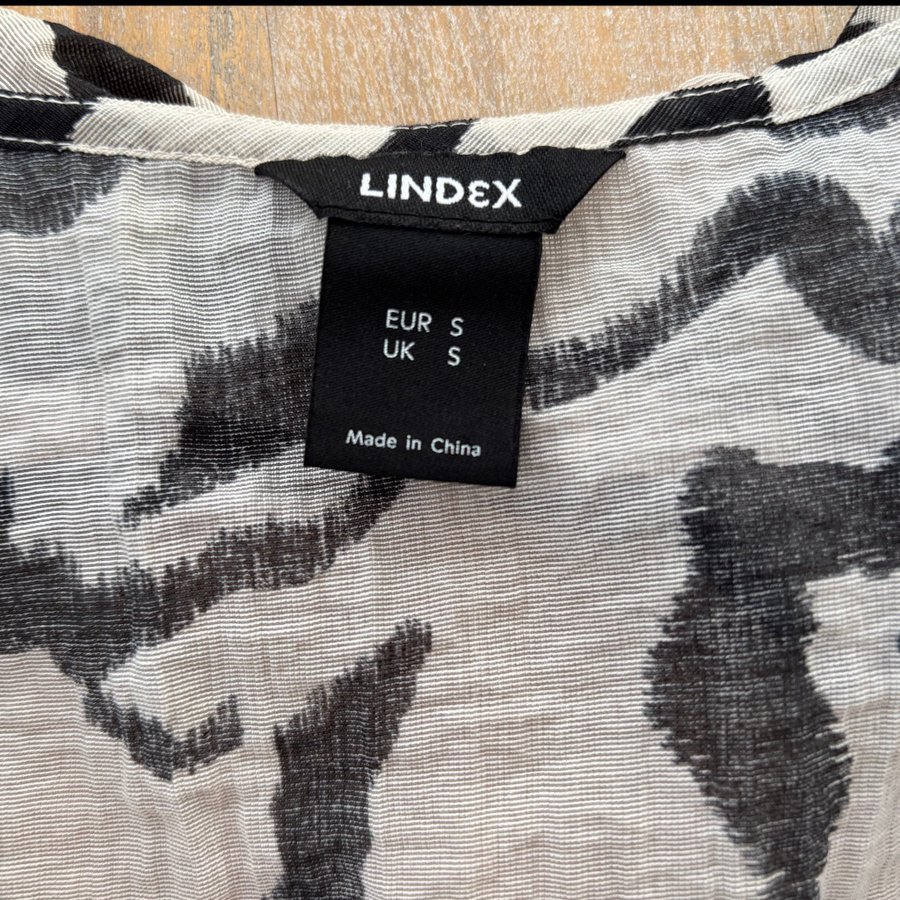 LINDEX
EUR S
UK S
Made in China